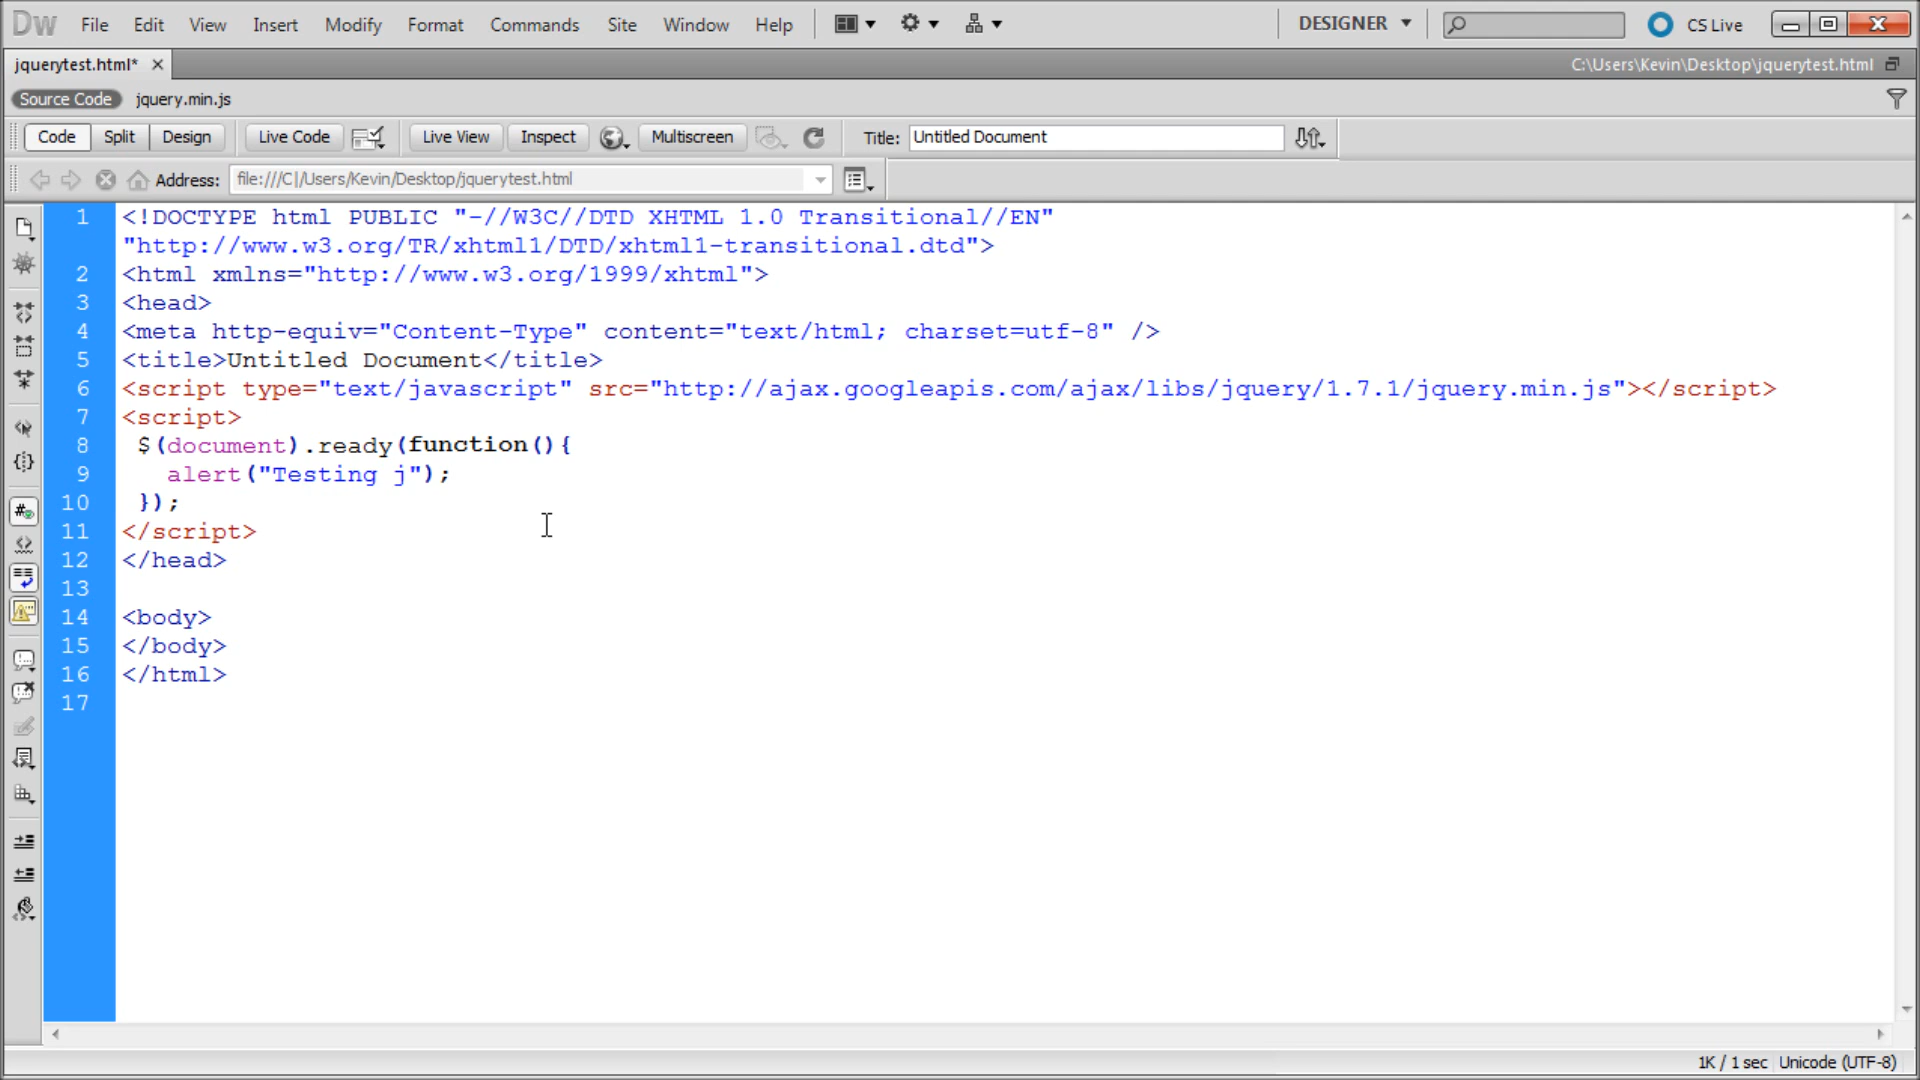 Dw File Edit View Insert Modify Format Commands Site Window Help DESIGNER CS Live
jquerytest.html* C:\Users\Kevin\Desktop\jquerytest.html
Source Code jquery.min.js
Code Split Design Live Code Live View Inspect Multiscreen Title: Untitled Document
Address: file:///C|/Users/Kevin/Desktop/jquerytest.html
1 <!DOCTYPE html PUBLIC "-//W3C//DTD XHTML 1.0 Transitional//EN"
"http://www.w3.org/TR/xhtml1/DTD/xhtml1-transitional.dtd">
2 <html xmlns="http://www.w3.org/1999/xhtml">
3 <head>
4 <meta http-equiv="Content-Type" content="text/html; charset=utf-8" />
5 <title>Untitled Document</title>
6 <script type="text/javascript" src="http://ajax.googleapis.com/ajax/libs/jquery/1.7.1/jquery.min.js"></script>
7 <script>
8 $(document).ready(function(){
9 alert("Testing j");
10 });
11 </script>
12 </head>
13
14 <body>
15 </body>
16 </html>
17
1K / 1 sec Unicode (UTF-8)